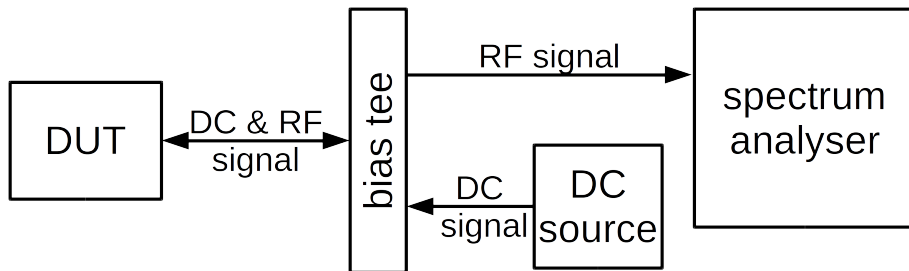 DUT
DC & RF
signal
bias tee
RF signal
DC
signal
DC
source
spectrum
analyser